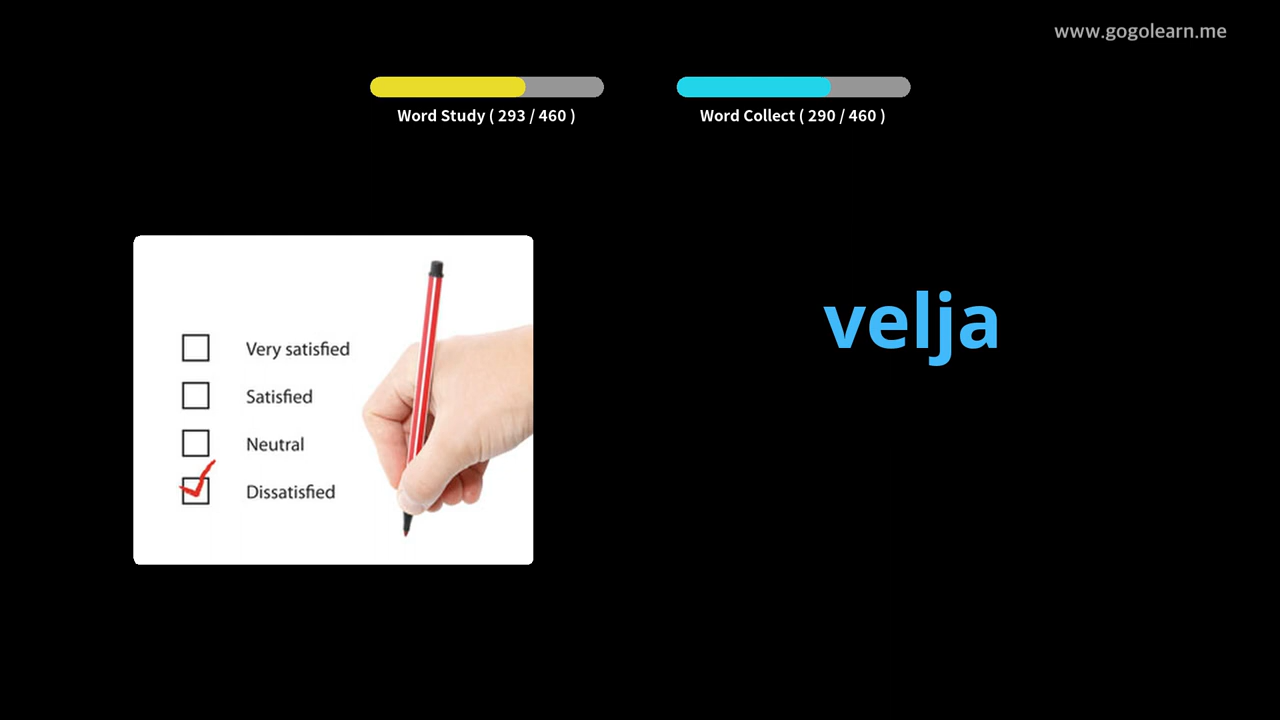 www.gogolearn.me
Word Study ( 293 / 460 )
Word Collect ( 290 / 460 )
velja
Very satisfied
Satisfied
Neutral
Dissatisfied